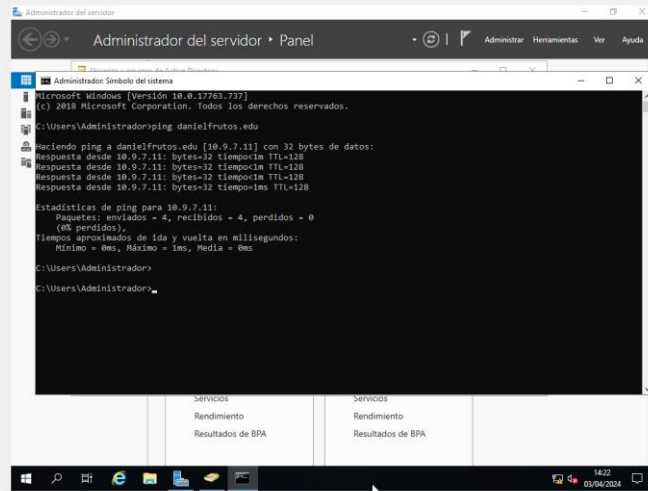 Administrador del servidor
Administrador del servidor • Panel
Administrar Herramientas Ver Ayuda
Administrador: Símbolo del sistema
Microsoft Windows [Versión 10.0.17763.737]
(c) 2018 Microsoft Corporation. Todos los derechos reservados.
C:\Users\Administrador>ping danielfrutos.edu
Haciendo ping a danielfrutos.edu [10.9.7.11] con 32 bytes de datos:
Respuesta desde 10.9.7.11: bytes=32 tiempo<1m TTL=128
Respuesta desde 10.9.7.11: bytes=32 tiempo<1m TTL=128
Respuesta desde 10.9.7.11: bytes=32 tiempo<1m TTL=128
Respuesta desde 10.9.7.11: bytes=32 tiempo=1ms TTL=128
Estadísticas de ping para 10.9.7.11:
Paquetes: enviados = 4, recibidos = 4, perdidos = 0
(0% perdidos),
Tiempos aproximados de ida y vuelta en milisegundos:
Mínimo = 0ms, Máximo = 1ms, Media = 0ms
C:\Users\Administrador>
C:\Users\Administrador>
Servicios Servicios
Rendimiento Rendimiento
Resultados de BPA Resultados de BPA
14:22
03/04/2024